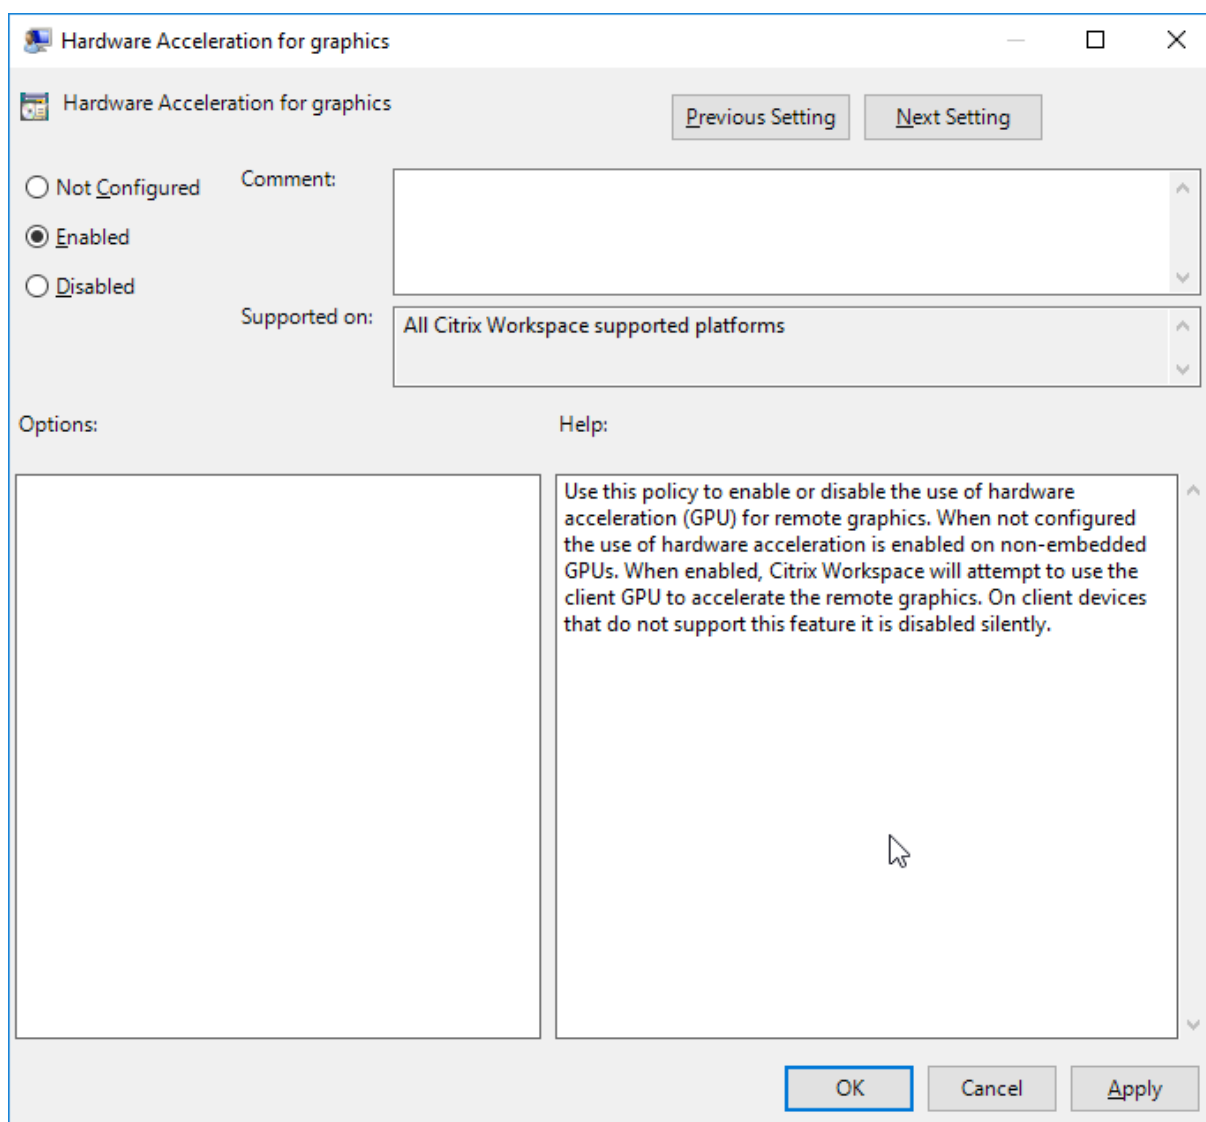 Hardware Acceleration for graphics
Hardware Acceleration for graphics
Previous Setting
Next Setting
Not Configured
Comment:
Enabled
Disabled
Supported on:
All Citrix Workspace supported platforms
Options:
Help:
Use this policy to enable or disable the use of hardware
acceleration (GPU) for remote graphics. When not configured
the use of hardware acceleration is enabled on non-embedded
GPUs. When enabled, Citrix Workspace will attempt to use the
client GPU to accelerate the remote graphics. On client devices
that do not support this feature it is disabled silently.
OK
Cancel
Apply